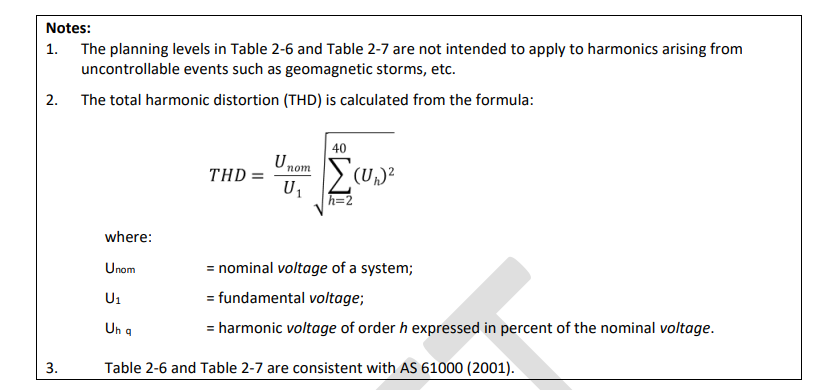 Notes:
1. The planning levels in Table 2-6 and Table 2-7 are not intended to apply to harmonics arising from
uncontrollable events such as geomagnetic storms, etc.
2. The total harmonic distortion (THD) is calculated from the formula:
THD = U_nom / U_1 √(∑_{h=2}^{40} (U_h)²)
where:
Unom = nominal voltage of a system;
U1 = fundamental voltage;
Uh q = harmonic voltage of order h expressed in percent of the nominal voltage.
3. Table 2-6 and Table 2-7 are consistent with AS 61000 (2001).